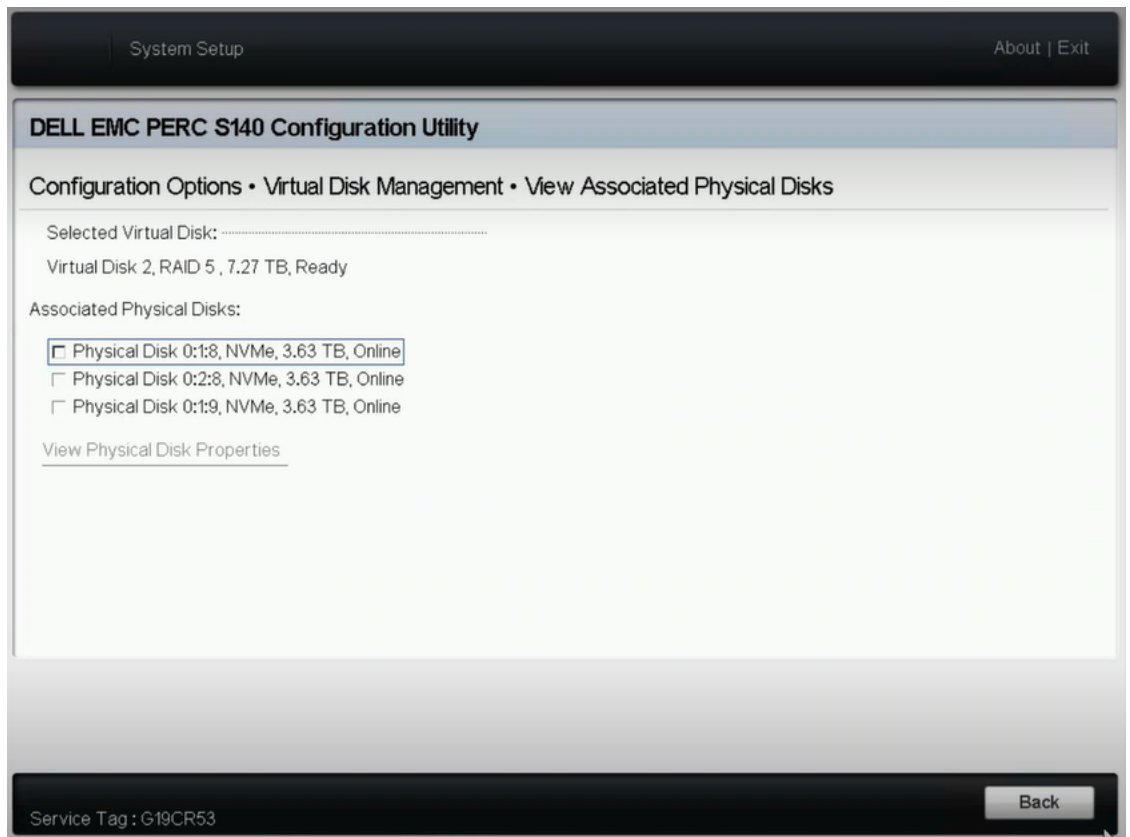 System Setup
About | Exit
DELL EMC PERC S140 Configuration Utility
Configuration Options • Virtual Disk Management • View Associated Physical Disks
Selected Virtual Disk:
Virtual Disk 2, RAID 5 , 7.27 TB, Ready
Associated Physical Disks:
Physical Disk 0:1:8, NVMe, 3.63 TB, Online
Physical Disk 0:2:8, NVMe, 3.63 TB, Online
Physical Disk 0:1:9, NVMe, 3.63 TB, Online
View Physical Disk Properties
Back
Service Tag : G19CR53